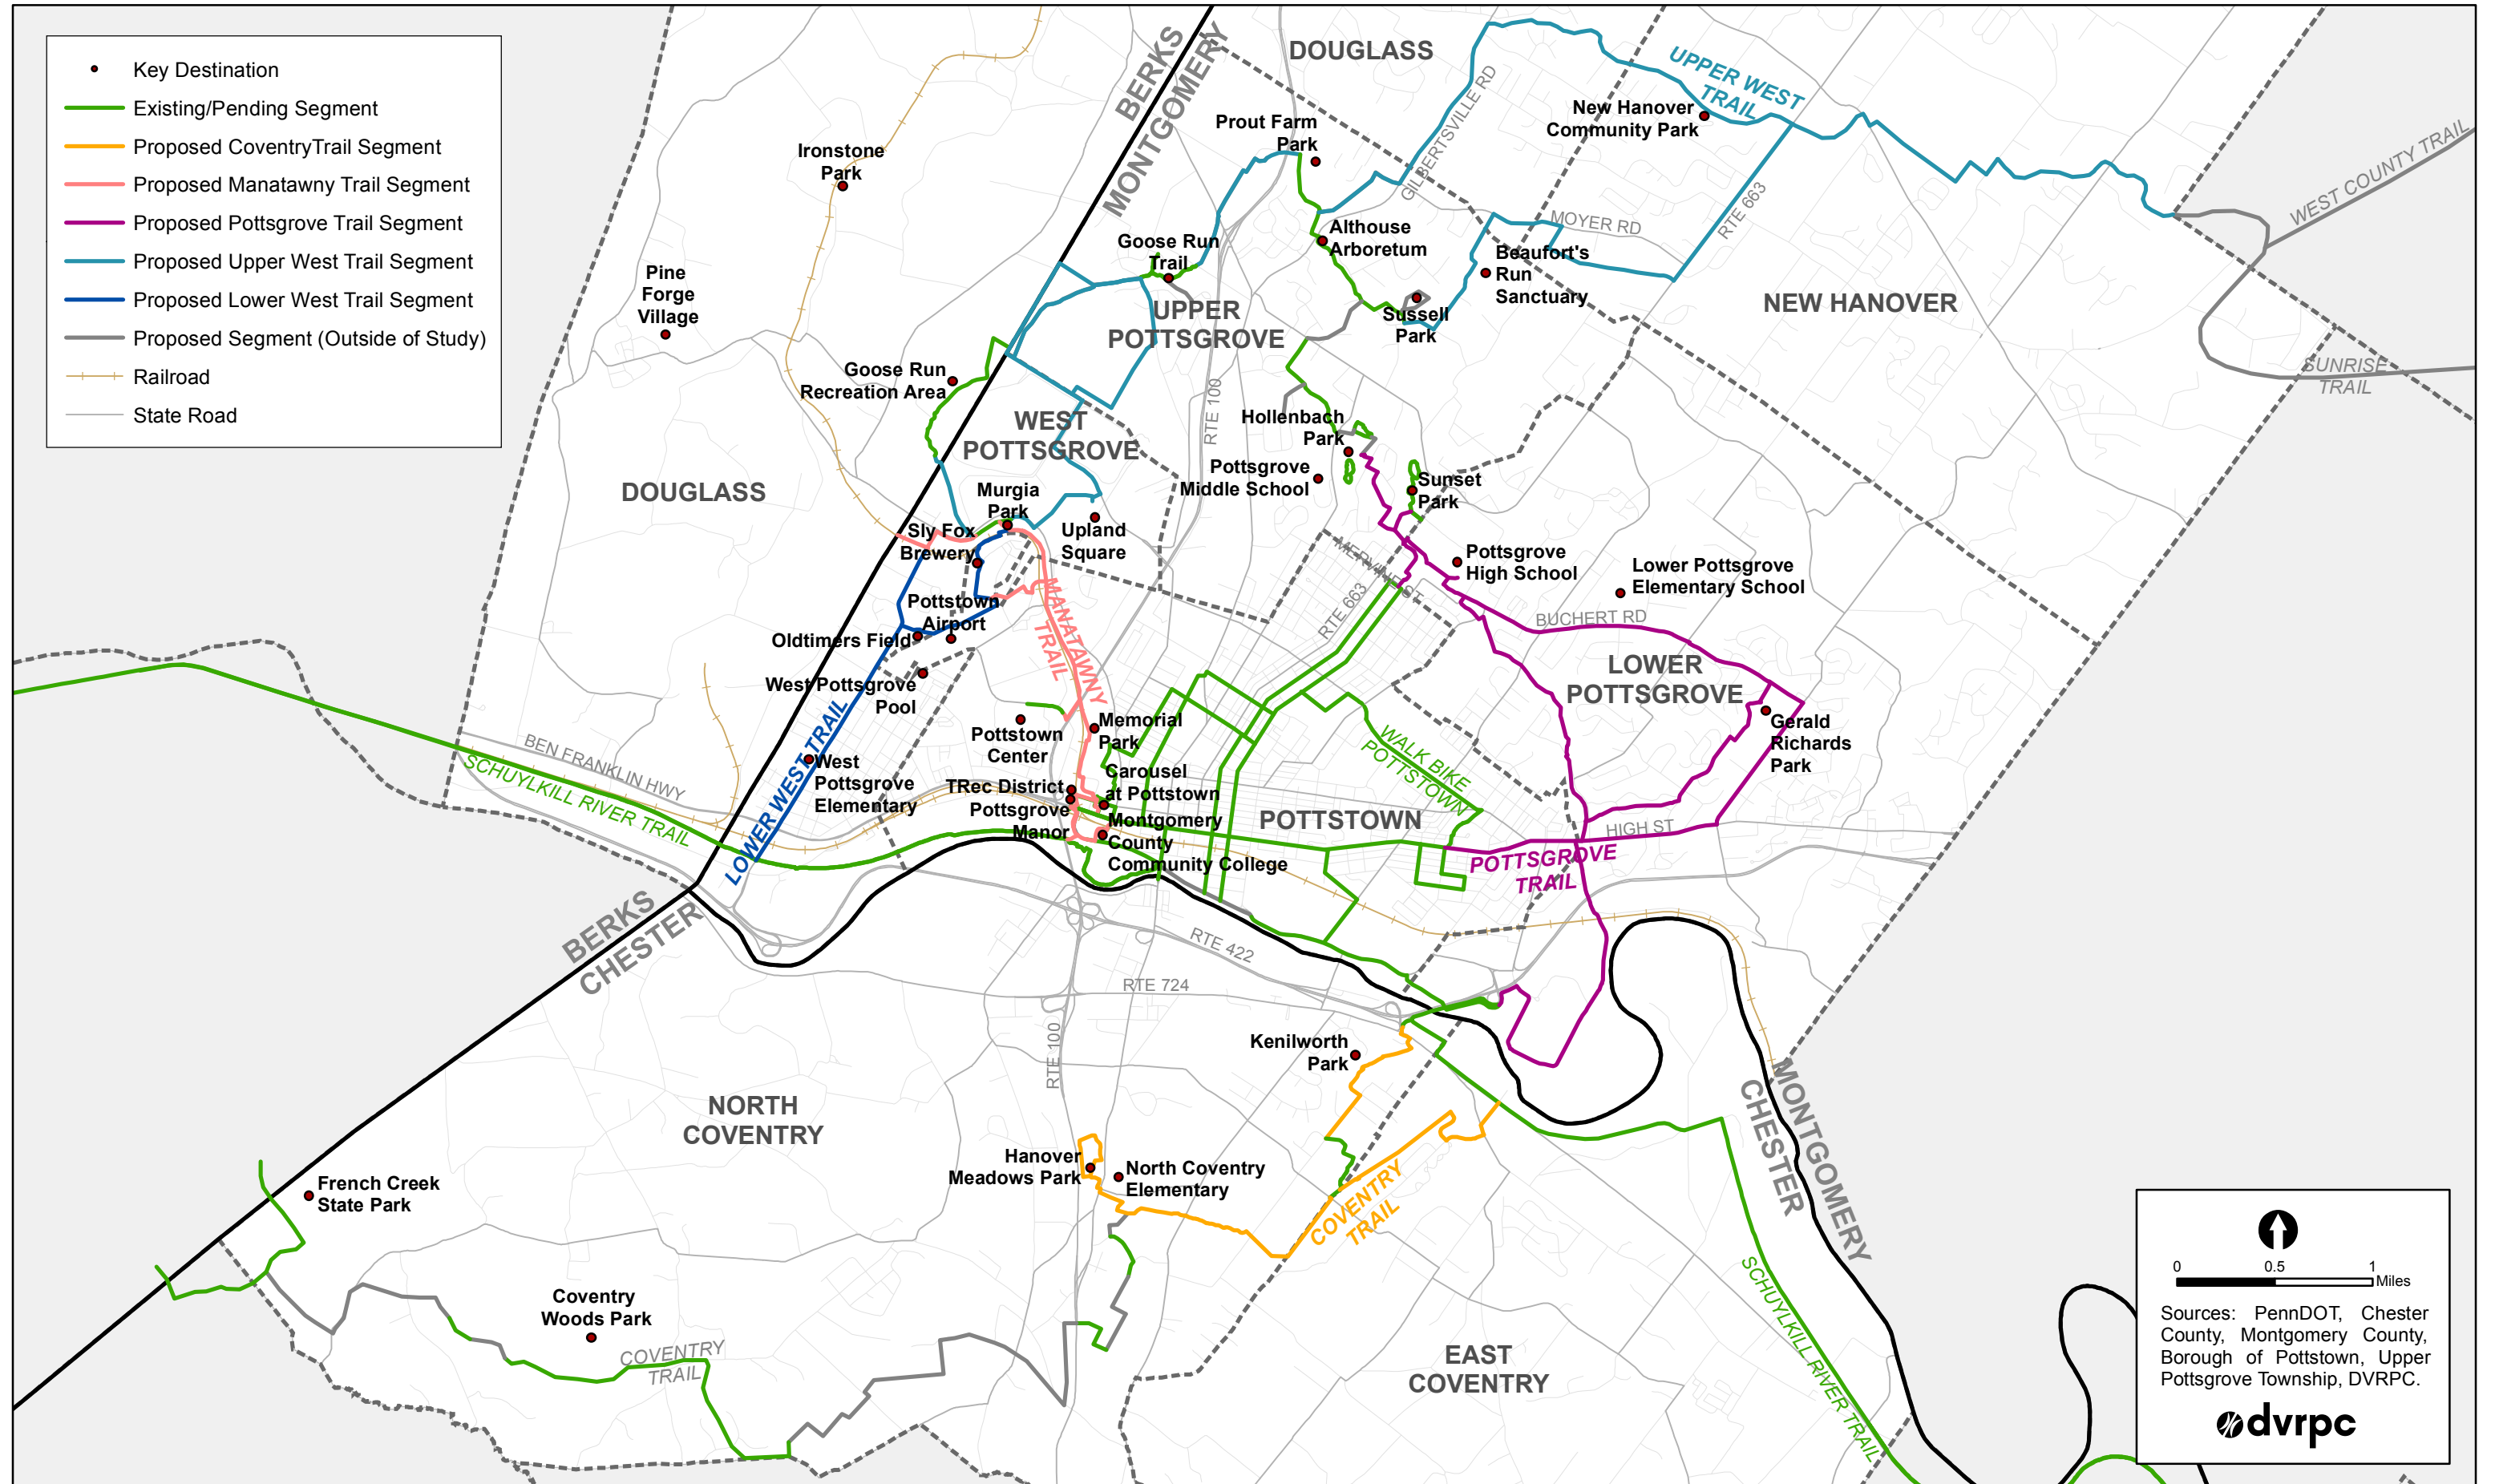 Key Destination
Existing/Pending Segment
Proposed CoventryTrail Segment
Proposed Manatawny Trail Segment
Proposed Pottsgrove Trail Segment
Proposed Upper West Trail Segment
Proposed Lower West Trail Segment
Proposed Segment (Outside of Study)
Railroad
State Road
BERKS
MONTGOMERY
DOUGLASS
UPPER WEST
TRAIL
New Hanover
Community Park
Prout Farm
Park
GILBERTSVILLE RD
WEST COUNTY TRAIL
Ironstone
Park
MOYER RD
RTE 663
Althouse
Arboretum
Goose Run
Trail
Beaufort's
Run
Sanctuary
Pine
Forge
Village
UPPER
POTTSGROVE
Sussell
Park
NEW HANOVER
SUNRISE
TRAIL
Goose Run
Recreation Area
RTE 100
WEST
POTTSGROVE
Hollenbach
Park
Pottsgrove
Middle School
Sunset
Park
DOUGLASS
Murgia
Park
Sly Fox
Brewery
Upland
Square
MERVINE ST
Pottsgrove
High School
Lower Pottsgrove
Elementary School
RTE 663
BUCHERT RD
Pottstown
Airport
Oldtimers Field
MANATAWNY
TRAIL
West Pottsgrove
Pool
LOWER
POTTSGROVE
Gerald
Richards
Park
Memorial
Park
Pottstown
Center
WALK BIKE
POTTSTOWN
BEN FRANKLIN HWY
SCHUYLKILL RIVER TRAIL
LOWER WEST TRAIL
West
Pottsgrove
Elementary
Carousel
at Pottstown
TRec District
Pottsgrove
Manor
Montgomery
County
Community College
POTTSTOWN
HIGH ST
POTTSGROVE
TRAIL
BERKS
CHESTER
RTE 422
RTE 724
RTE 100
Kenilworth
Park
NORTH
COVENTRY
MONTGOMERY
CHESTER
Hanover
Meadows Park
North Coventry
Elementary
COVENTRY
TRAIL
French Creek
State Park
Coventry
Woods Park
COVENTRY
TRAIL
EAST
COVENTRY
SCHUYLKILL RIVER TRAIL
0 0.5 1
Miles
Sources: PennDOT, Chester
County, Montgomery County,
Borough of Pottstown, Upper
Pottsgrove Township, DVRPC.
dvrpc